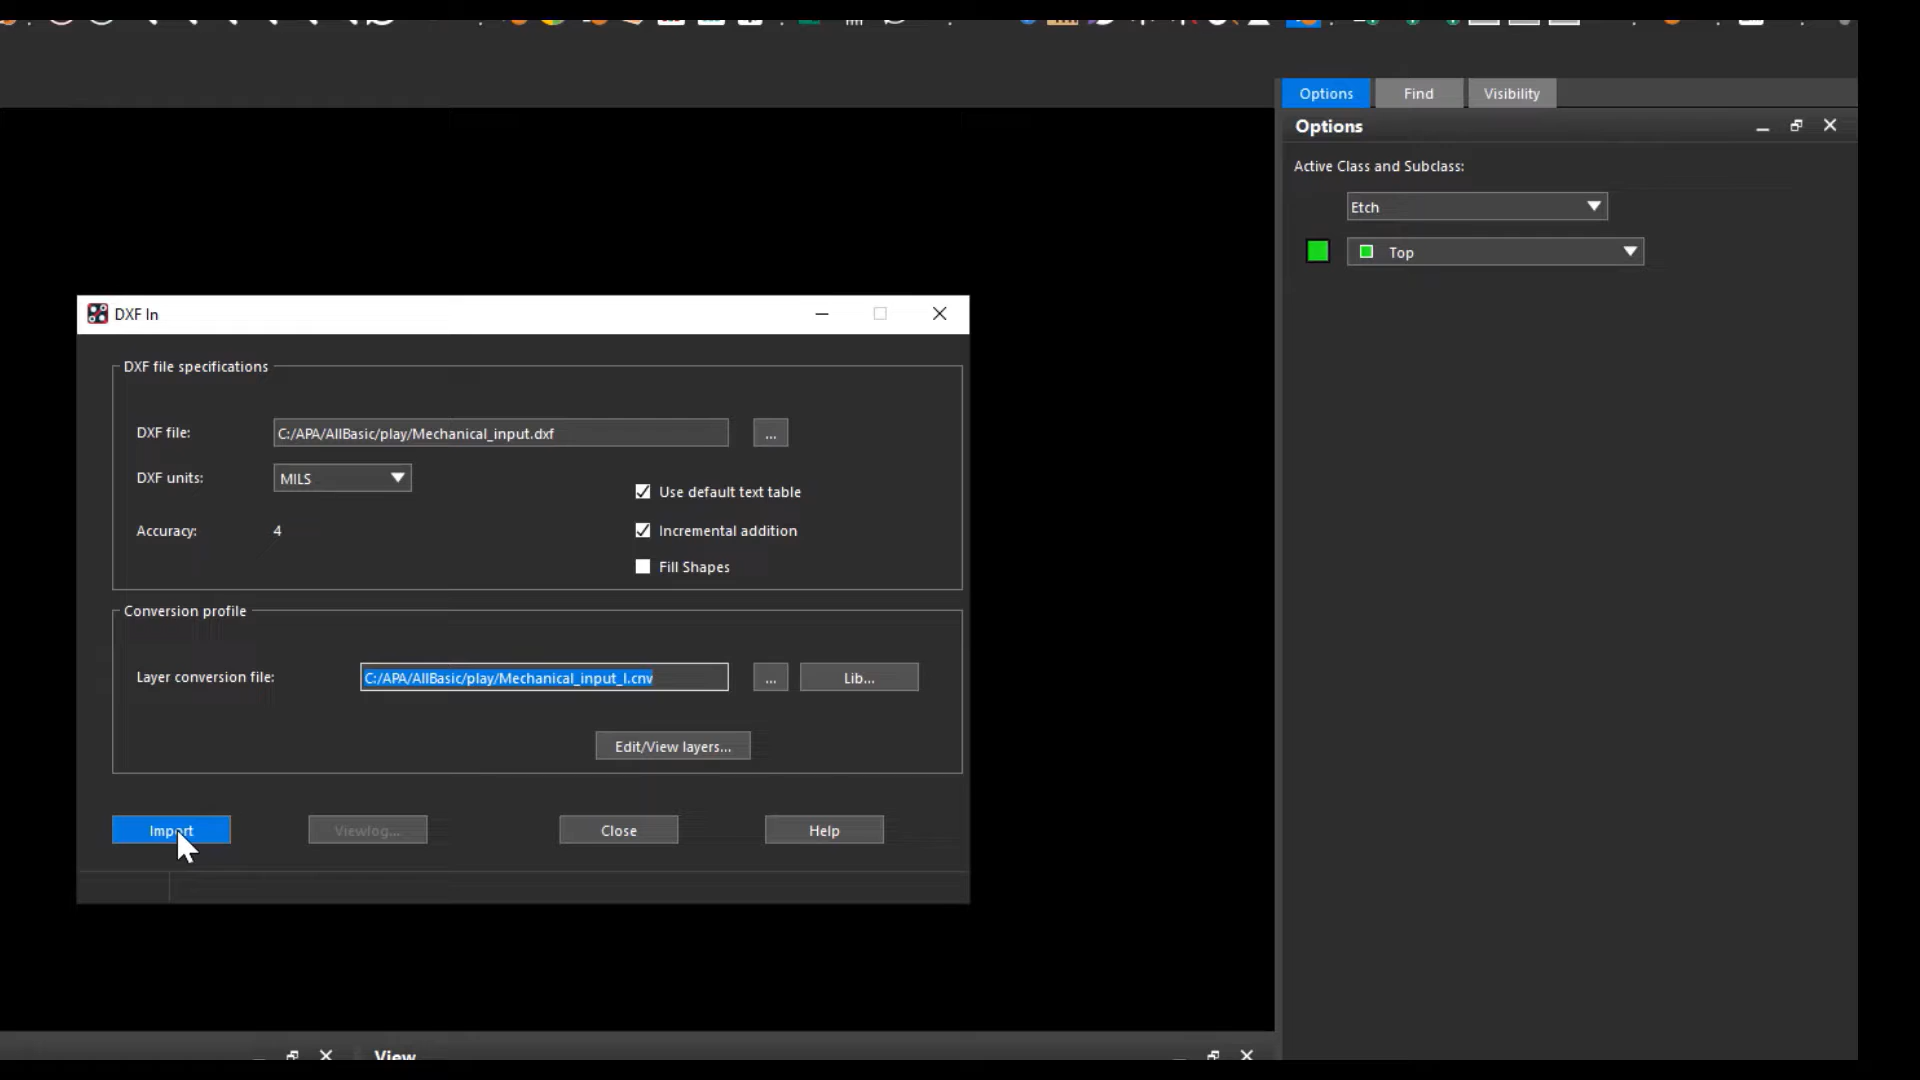 Options Find Visibility
Options
Active Class and Subclass:
Etch
Top
DXF In
DXF file specifications
DXF file: C:/APA/AllBasic/play/Mechanical_input.dxf ...
DXF units: MILS
Use default text table
Accuracy: 4
Incremental addition
Fill Shapes
Conversion profile
Layer conversion file: C:/APA/AllBasic/play/Mechanical_input_l.cnv ... Lib...
Edit/View layers...
Import Viewlog... Close Help
View